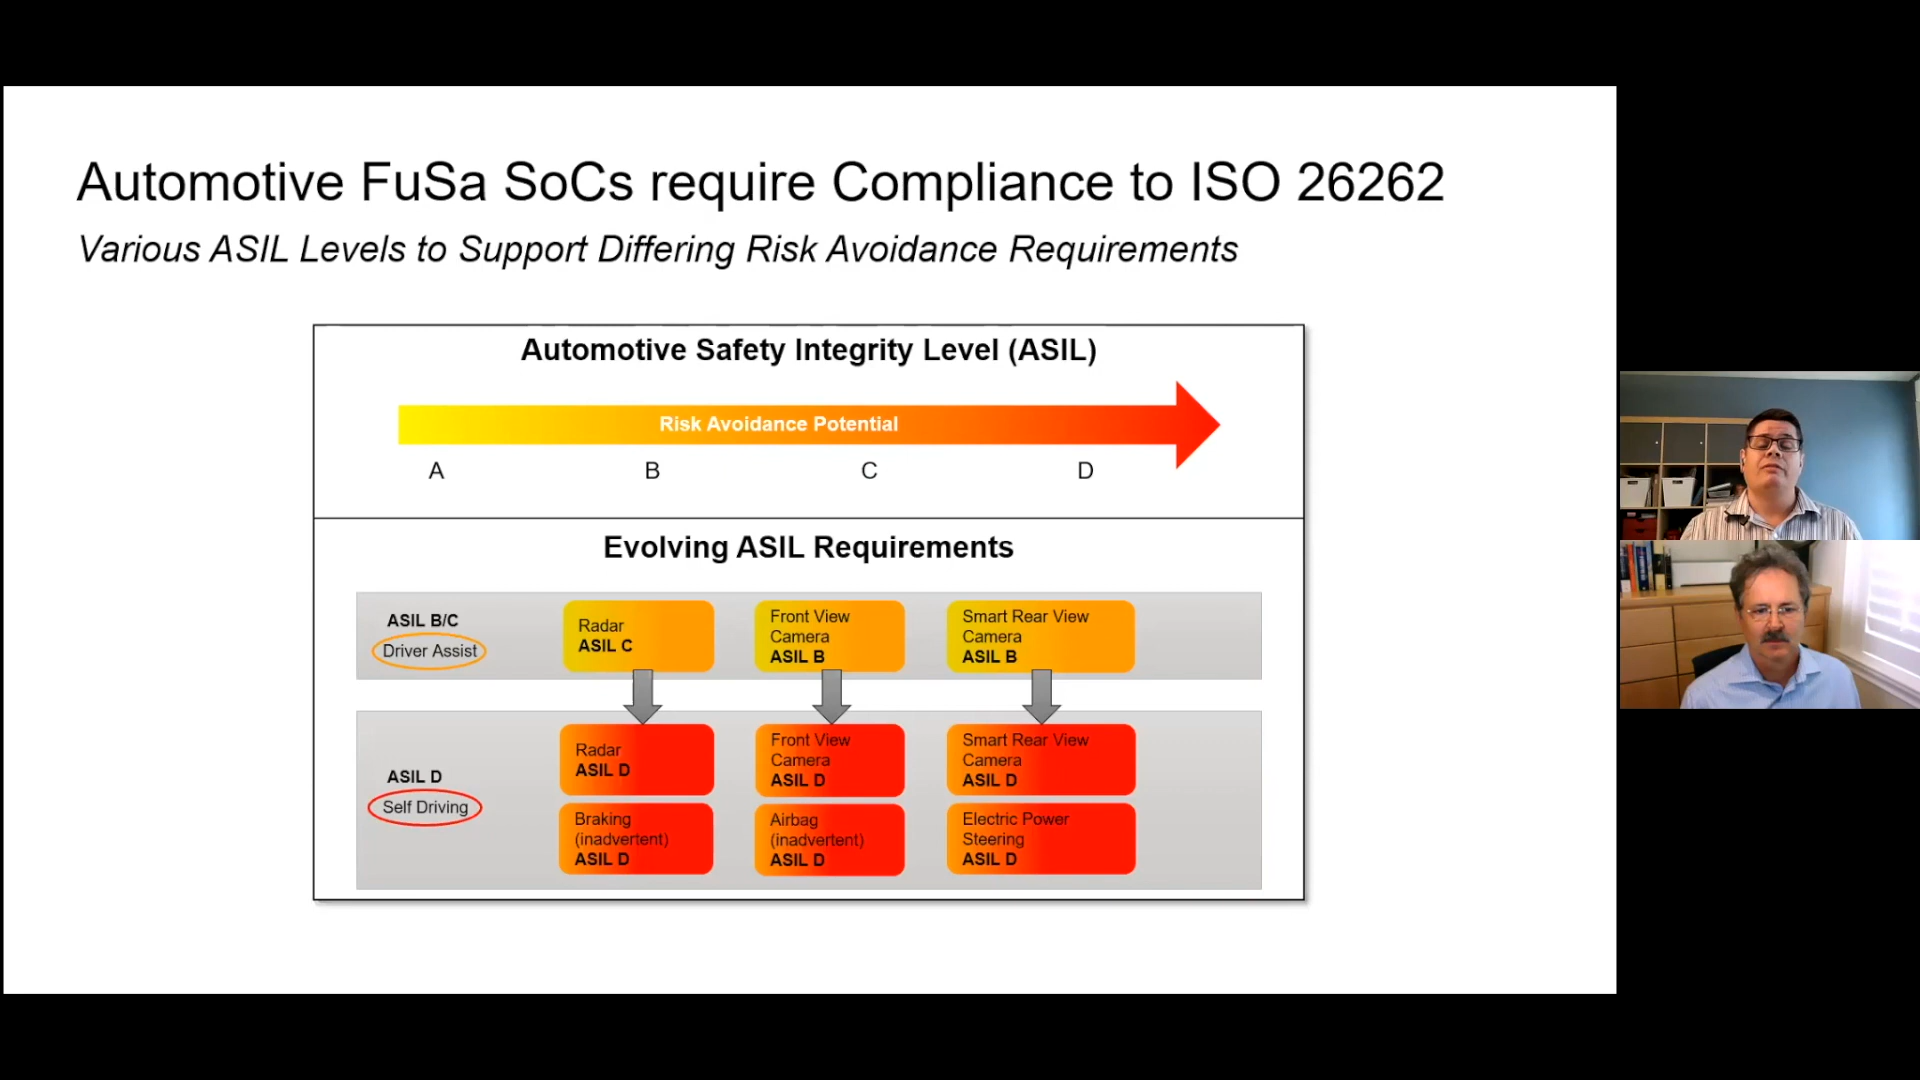 Automotive FuSa SoCs require Compliance to ISO 26262
Various ASIL Levels to Support Differing Risk Avoidance Requirements
Automotive Safety Integrity Level (ASIL)
Risk Avoidance Potential
A B C D
Evolving ASIL Requirements
ASIL B/C
Driver Assist
Radar
ASIL C
Front View
Camera
ASIL B
Smart Rear View
Camera
ASIL B
ASIL D
Self Driving
Radar
ASIL D
Front View
Camera
ASIL D
Smart Rear View
Camera
ASIL D
Braking
(inadvertent)
ASIL D
Airbag
(inadvertent)
ASIL D
Electric Power
Steering
ASIL D